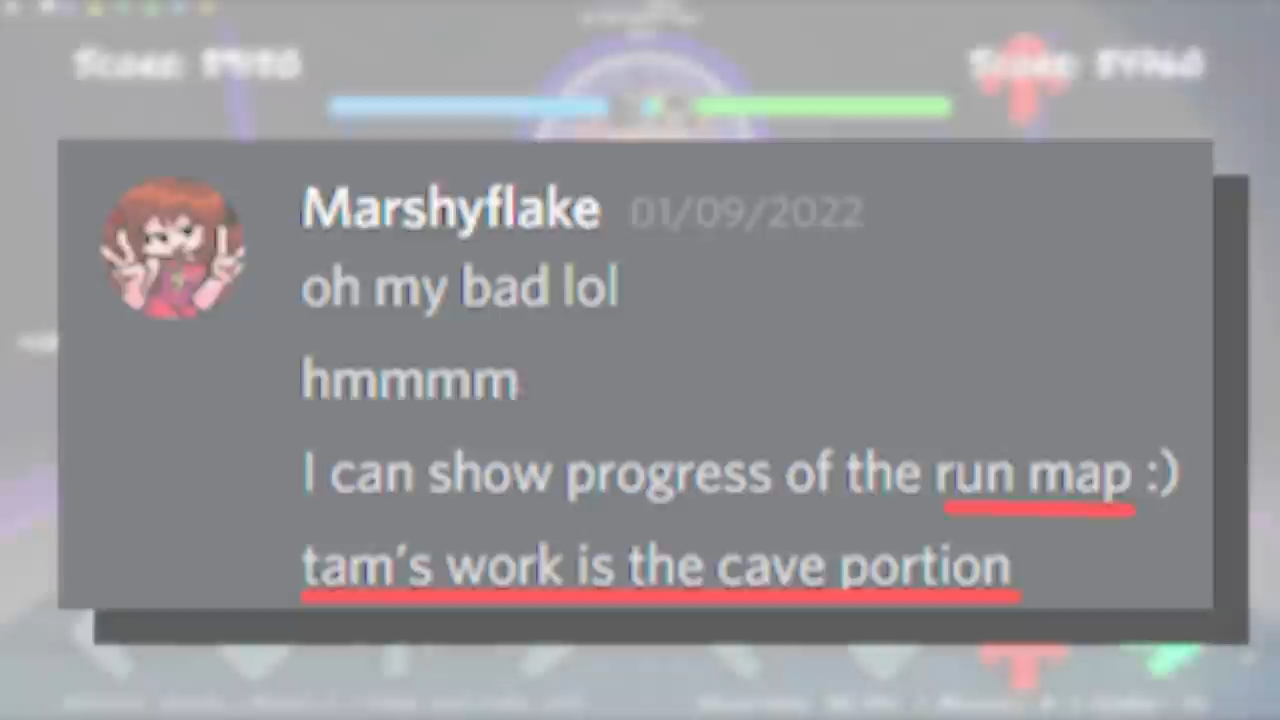 Marshyflake 01/09/2022
oh my bad lol
hmmmm
I can show progress of the run map :)
tam's work is the cave portion